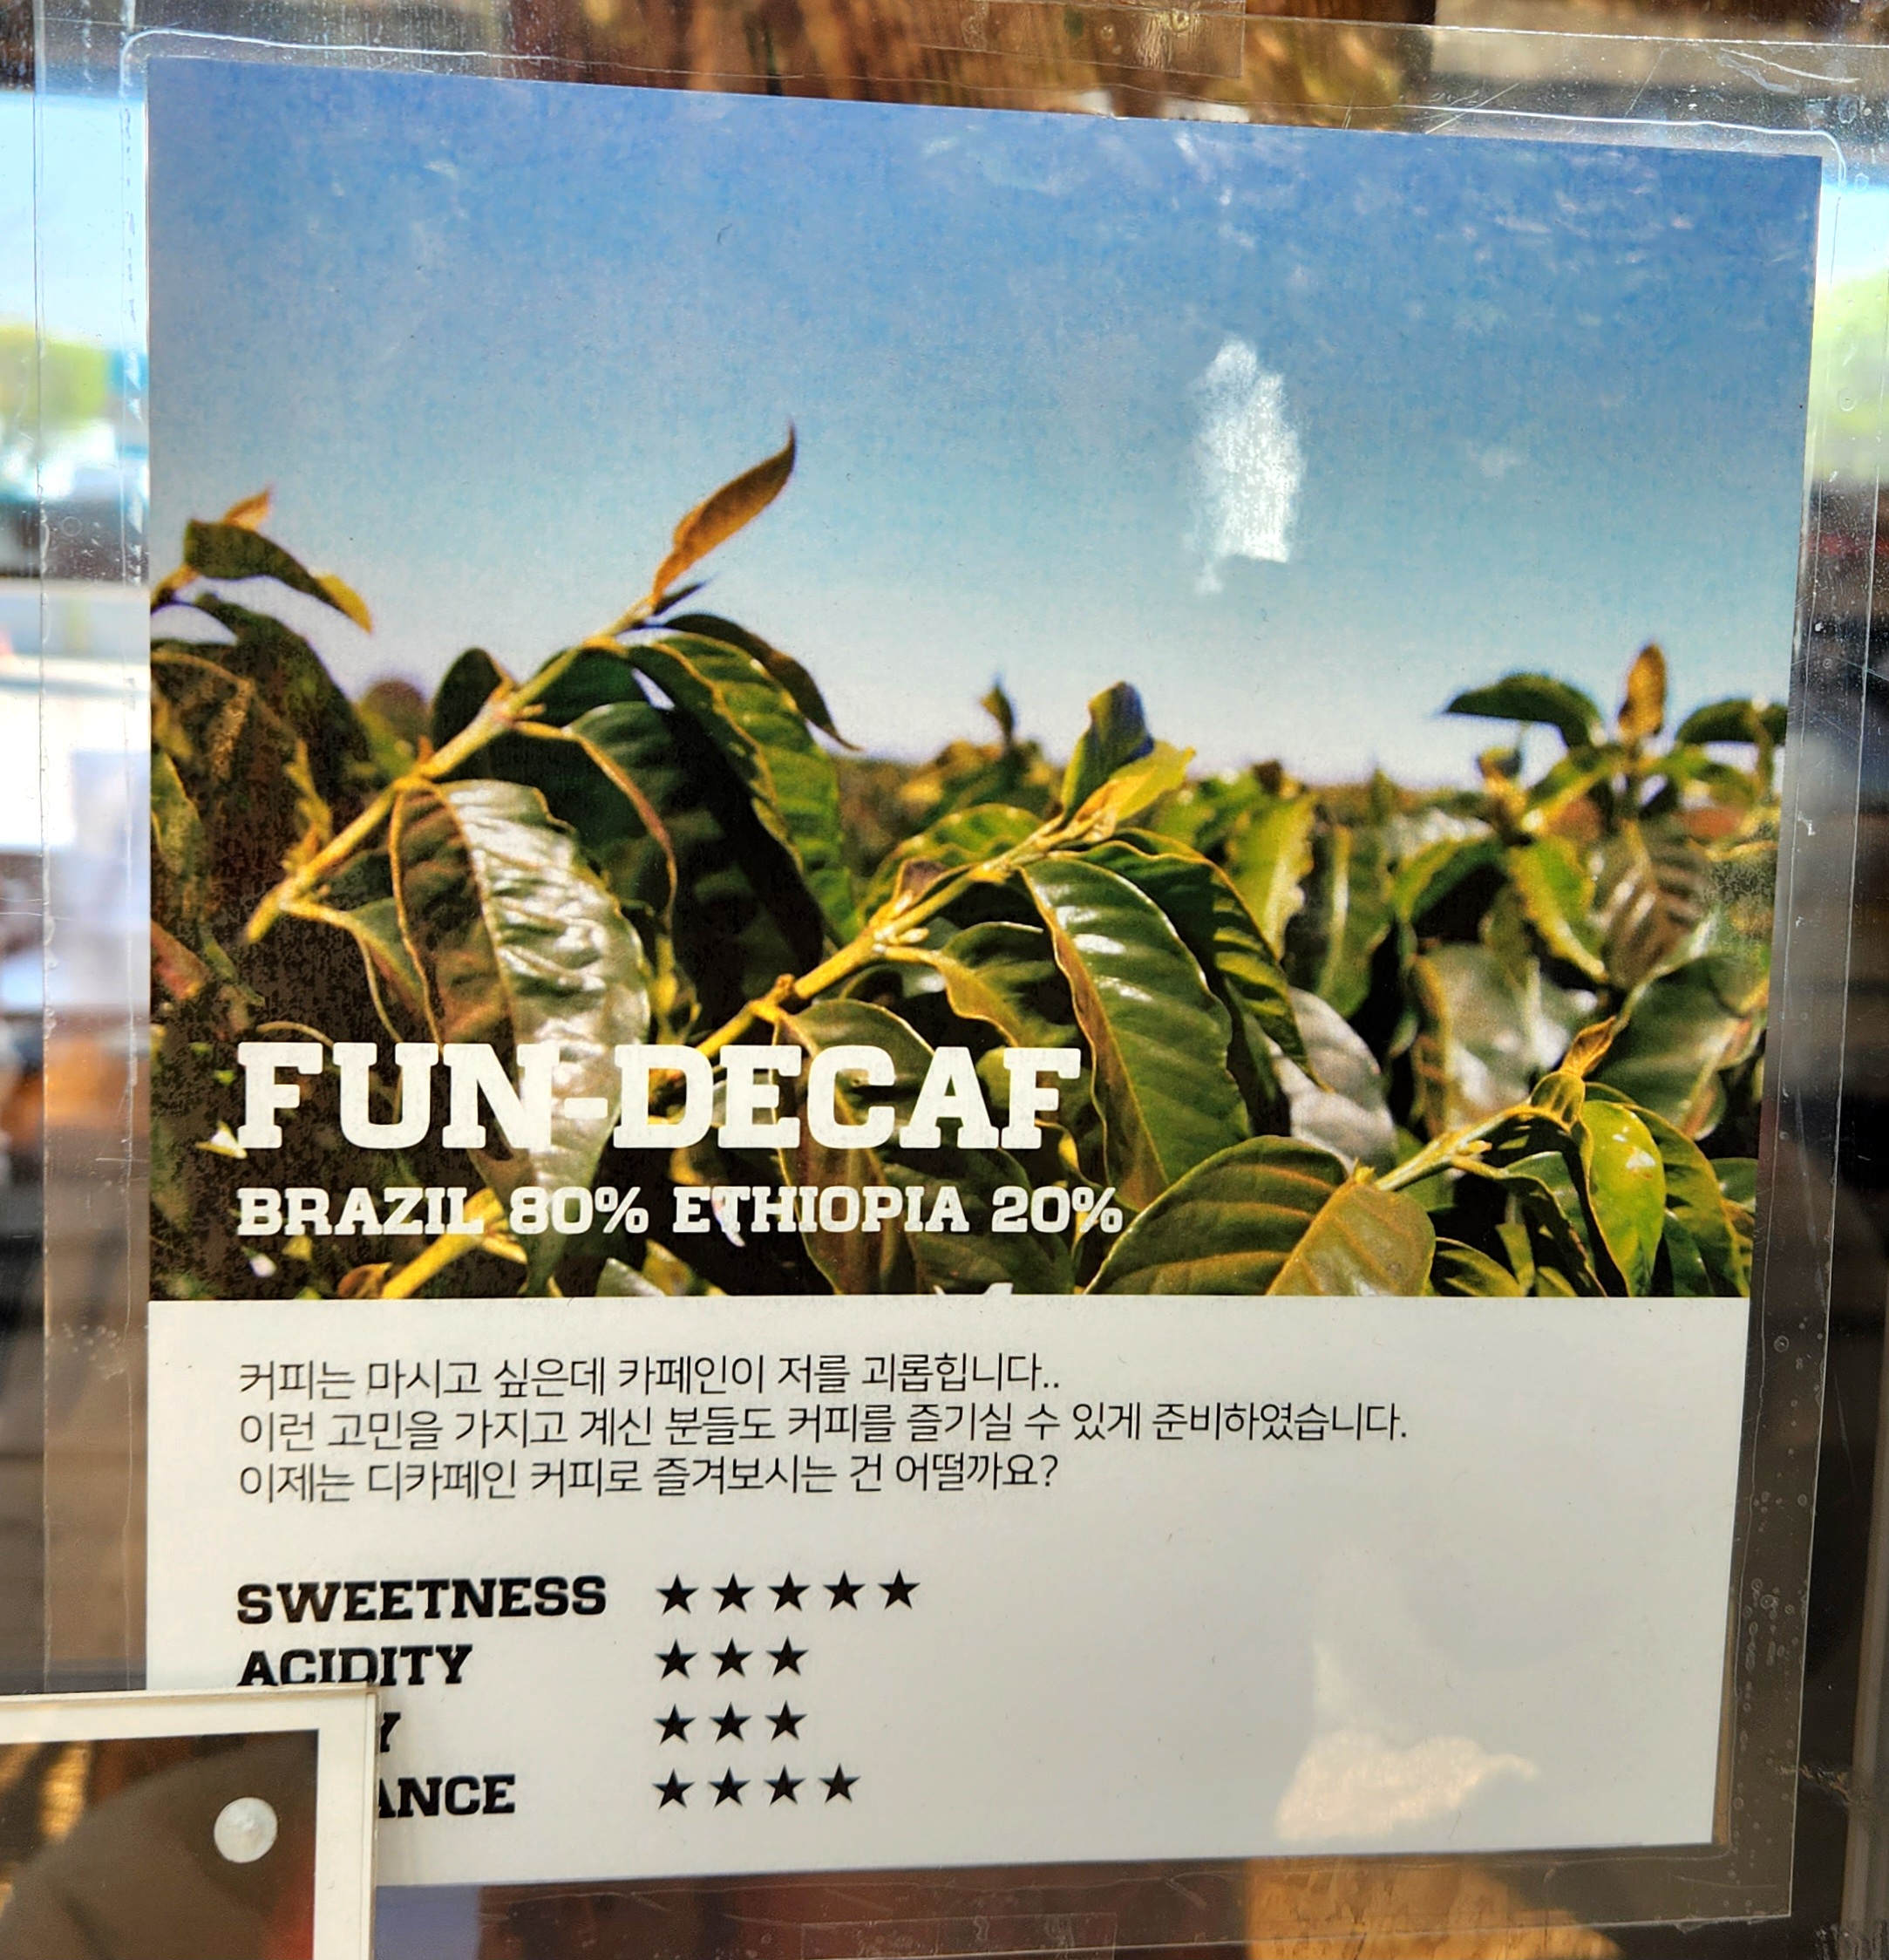 FUN-DECAF
BRAZIL 80% ETHIOPIA 20%
커피는 마시고 싶은데 카페인이 저를 괴롭힙니다..
이런 고민을 가지고 계신 분들도 커피를 즐기실 수 있게 준비하였습니다.
이제는 디카페인 커피로 즐겨보시는 건 어떨까요?
SWEETNESS ★★★★★
ACIDITY ★★★
★★★
★★★★